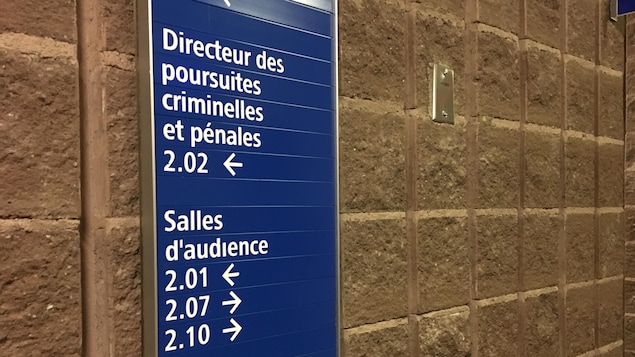 Directeur des
poursuites
criminelles
et pénales
2.02 ←
Salles
d'audience
2.01 ←
2.07 →
2.10 →